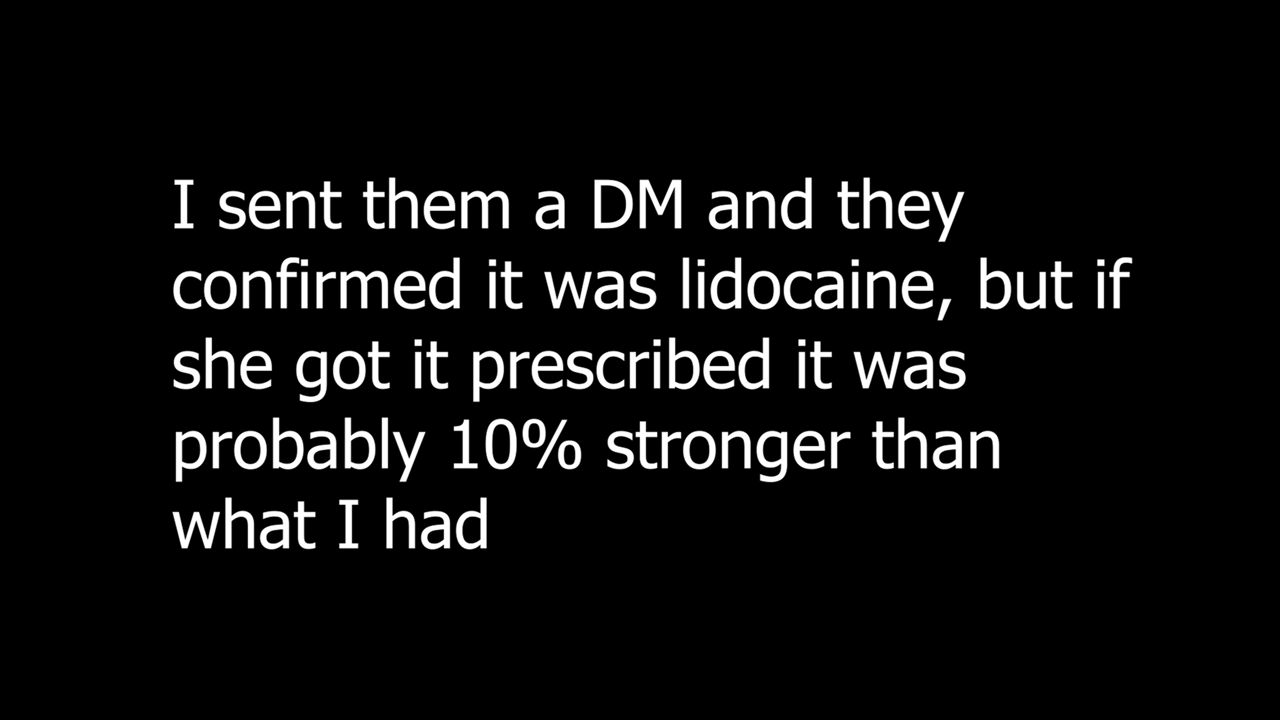 I sent them a DM and they
confirmed it was lidocaine, but if
she got it prescribed it was
probably 10% stronger than
what I had